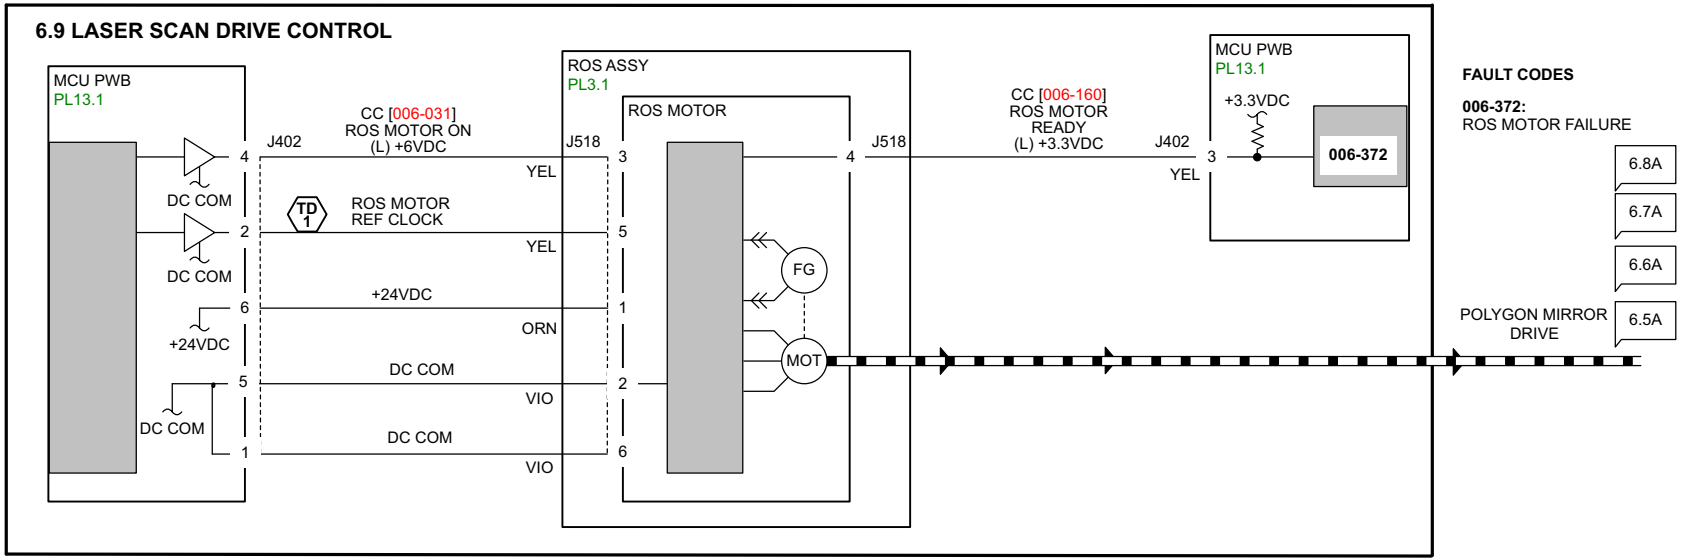 6.9 LASER SCAN DRIVE CONTROL
MCU PWB
PL13.1
4
J402
DC COM
2
DC COM
6
+24VDC
5
DC COM
1
CC [006-031]
ROS MOTOR ON
(L) +6VDC
YEL
TD
1
ROS MOTOR
REF CLOCK
YEL
+24VDC
ORN
DC COM
VIO
DC COM
VIO
ROS ASSY
PL3.1
J518
3
5
1
2
6
ROS MOTOR
FG
MOT
4
J518
CC [006-160]
ROS MOTOR
READY
(L) +3.3VDC
YEL
J402
3
MCU PWB
PL13.1
+3.3VDC
006-372
FAULT CODES
006-372:
ROS MOTOR FAILURE
6.8A
6.7A
6.6A
6.5A
POLYGON MIRROR
DRIVE